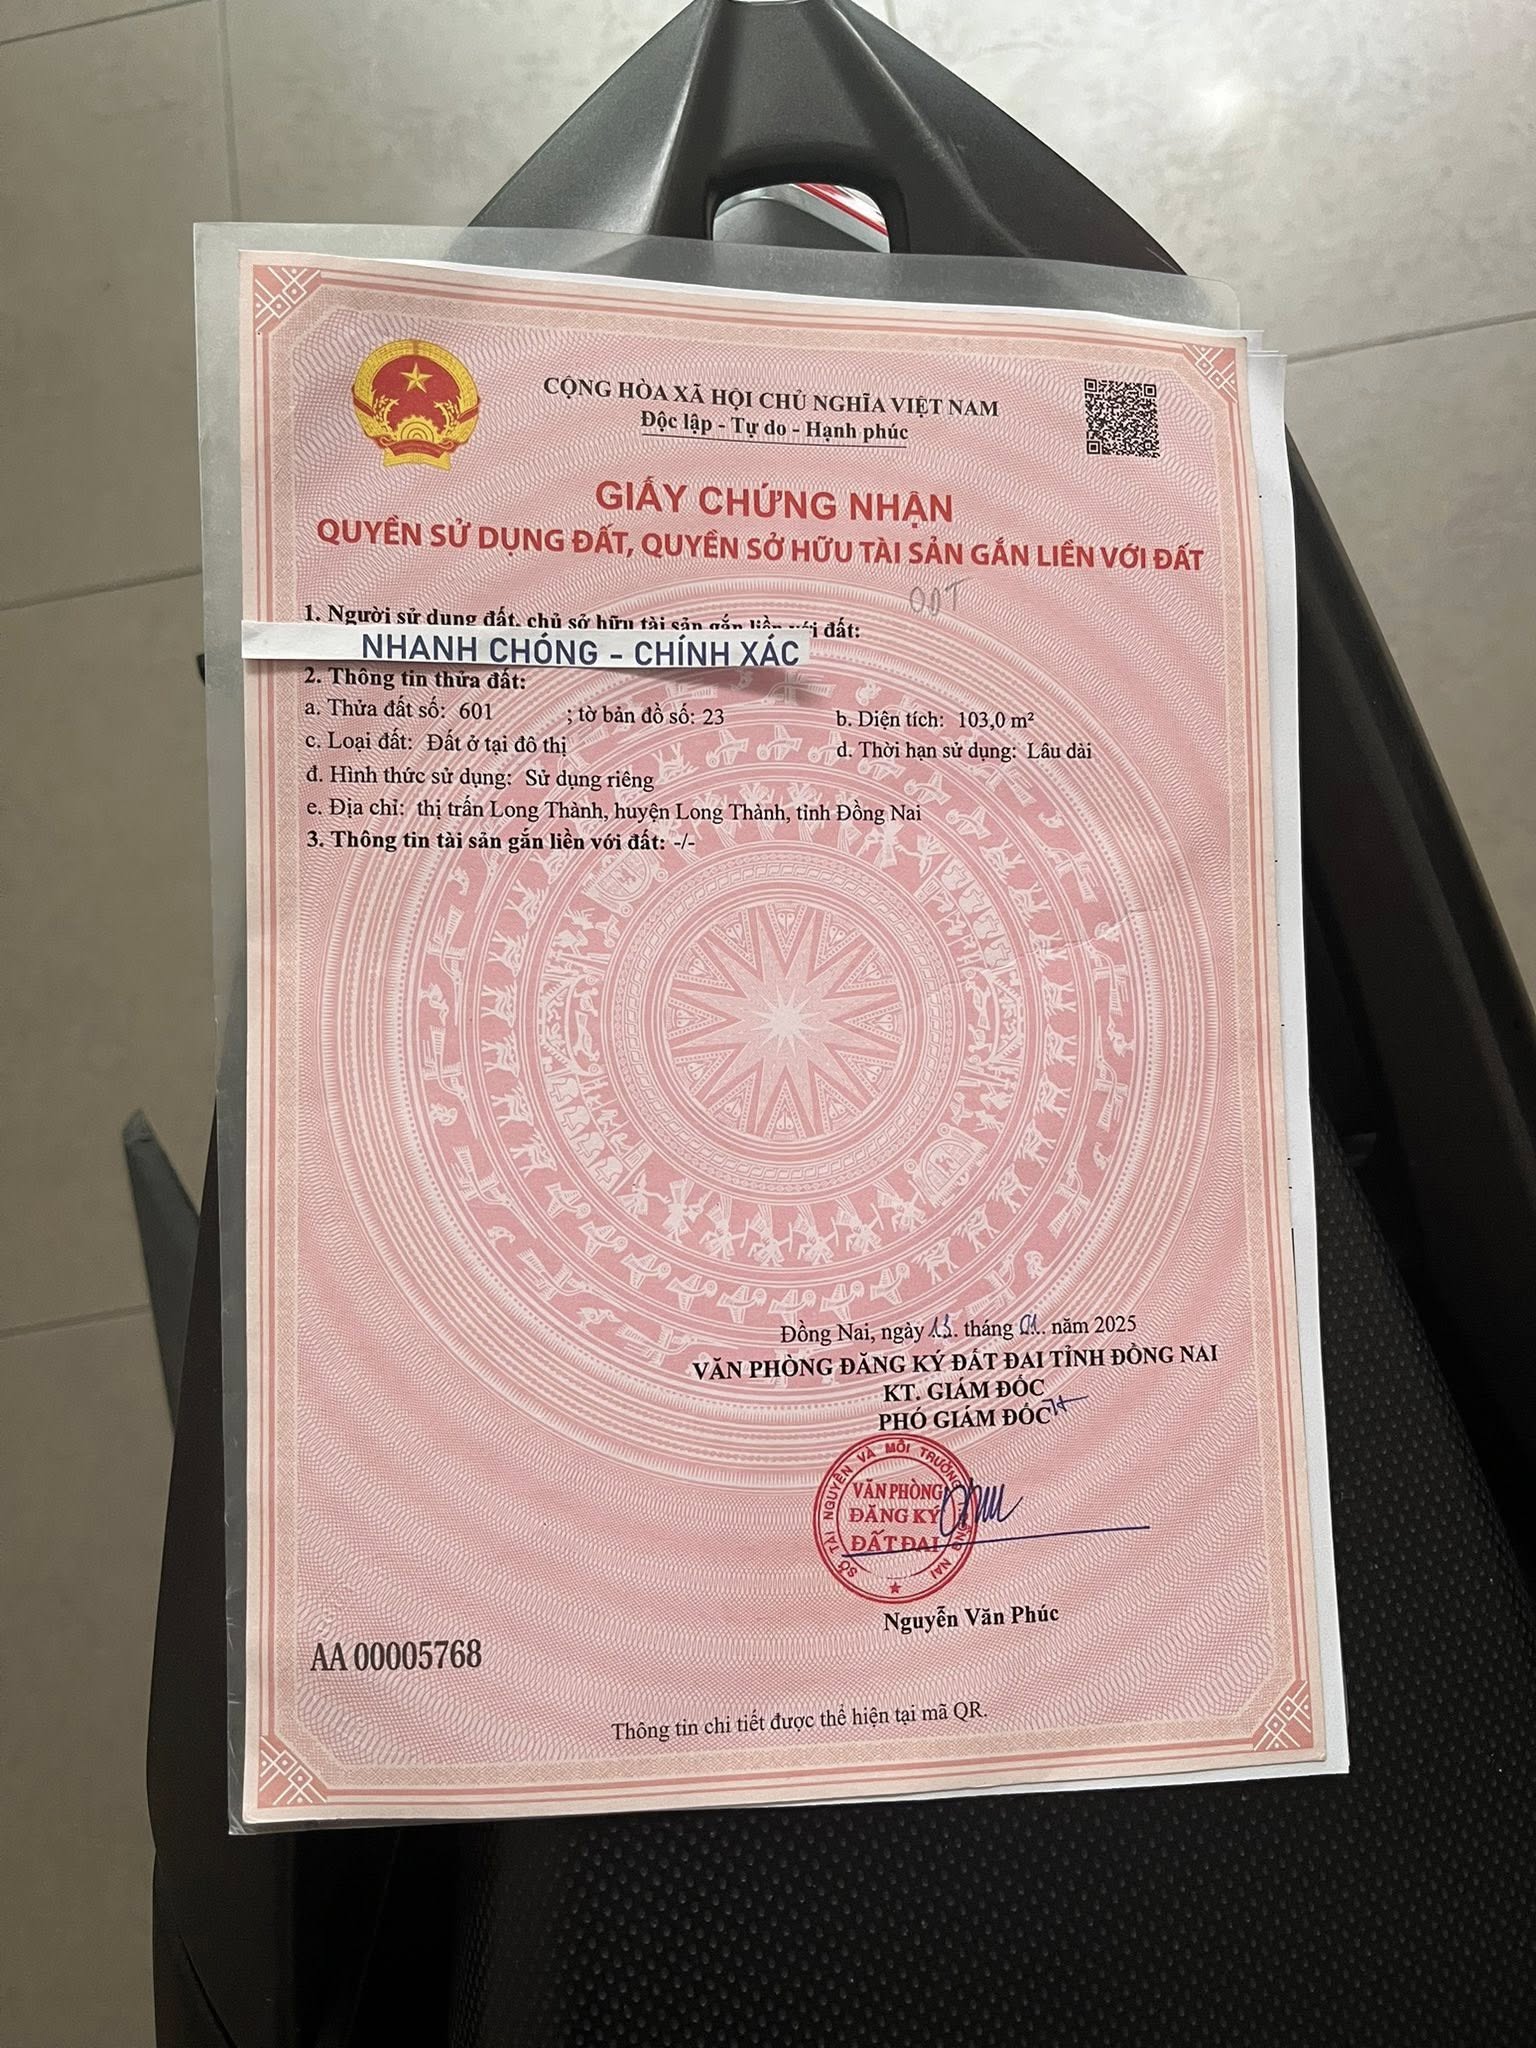 CỘNG HÒA XÃ HỘI CHỦ NGHĨA VIỆT NAM
Độc lập - Tự do - Hạnh phúc
GIẤY CHỨNG NHẬN
QUYỀN SỬ DỤNG ĐẤT, QUYỀN SỞ HỮU TÀI SẢN GẮN LIỀN VỚI ĐẤT
ODT
1. Người sử dụng đất, chủ sở hữu tài sản gắn liền với đất:
NHANH CHÓNG - CHÍNH XÁC
2. Thông tin thửa đất:
a. Thửa đất số: 601 ; tờ bản đồ số: 23 b. Diện tích: 103,0 m²
c. Loại đất: Đất ở tại đô thị d. Thời hạn sử dụng: Lâu dài
đ. Hình thức sử dụng: Sử dụng riêng
e. Địa chỉ: thị trấn Long Thành, huyện Long Thành, tỉnh Đồng Nai
3. Thông tin tài sản gắn liền với đất: -/-
Đồng Nai, ngày 13. tháng 01. năm 2025
VĂN PHÒNG ĐĂNG KÝ ĐẤT ĐAI TỈNH ĐỒNG NAI
KT. GIÁM ĐỐC
PHÓ GIÁM ĐỐC
SỞ TÀI NGUYÊN VÀ MÔI TRƯỜNG ĐỒNG NAI
VĂN PHÒNG
ĐĂNG KÝ
ĐẤT ĐAI
Nguyễn Văn Phúc
AA 00005768
Thông tin chi tiết được thể hiện tại mã QR.